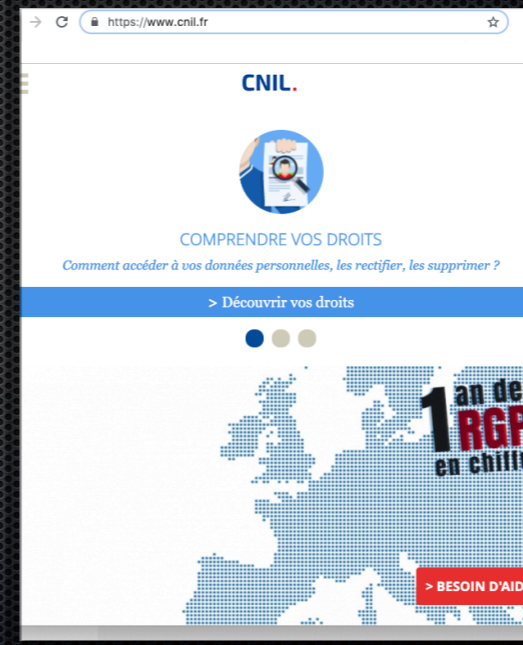 https://www.cnil.fr
CNIL.
COMPRENDRE VOS DROITS
Comment accéder à vos données personnelles, les rectifier, les supprimer ?
> Découvrir vos droits
1 an de
RGP
en chiff
> BESOIN D'AID